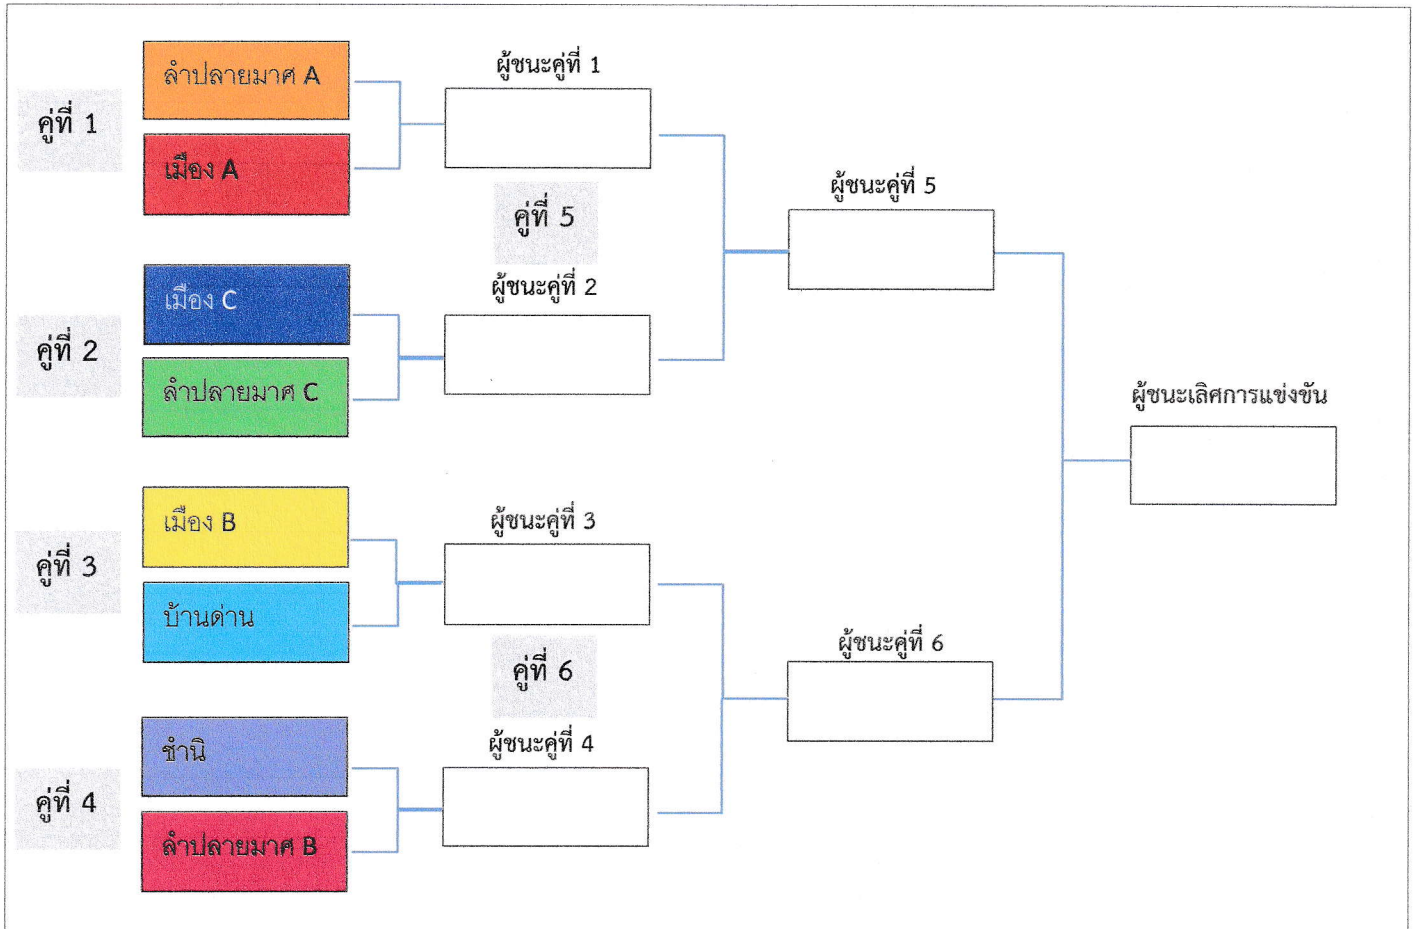 คู่ที่ 1
ลำปลายมาศ A
เมือง A
ผู้ชนะคู่ที่ 1
คู่ที่ 5
ผู้ชนะคู่ที่ 5
คู่ที่ 2
เมือง C
ลำปลายมาศ C
ผู้ชนะคู่ที่ 2
ผู้ชนะเลิศการแข่งขัน
คู่ที่ 3
เมือง B
บ้านด่าน
ผู้ชนะคู่ที่ 3
คู่ที่ 6
ผู้ชนะคู่ที่ 6
คู่ที่ 4
ชำนิ
ลำปลายมาศ B
ผู้ชนะคู่ที่ 4